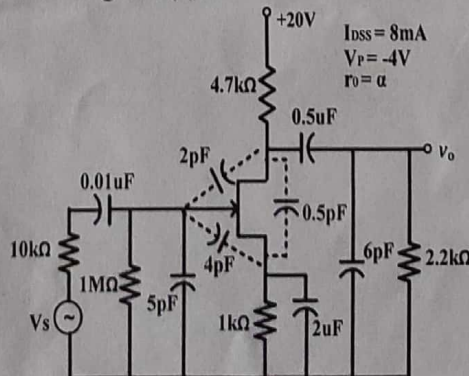 +20V
IDSS = 8mA
VP = -4V
r0 = α
4.7kΩ
0.5uF
2pF
Vo
0.01uF
0.5pF
10kΩ
4pF
6pF
2.2kΩ
1MΩ
5pF
Vs
1kΩ
2uF